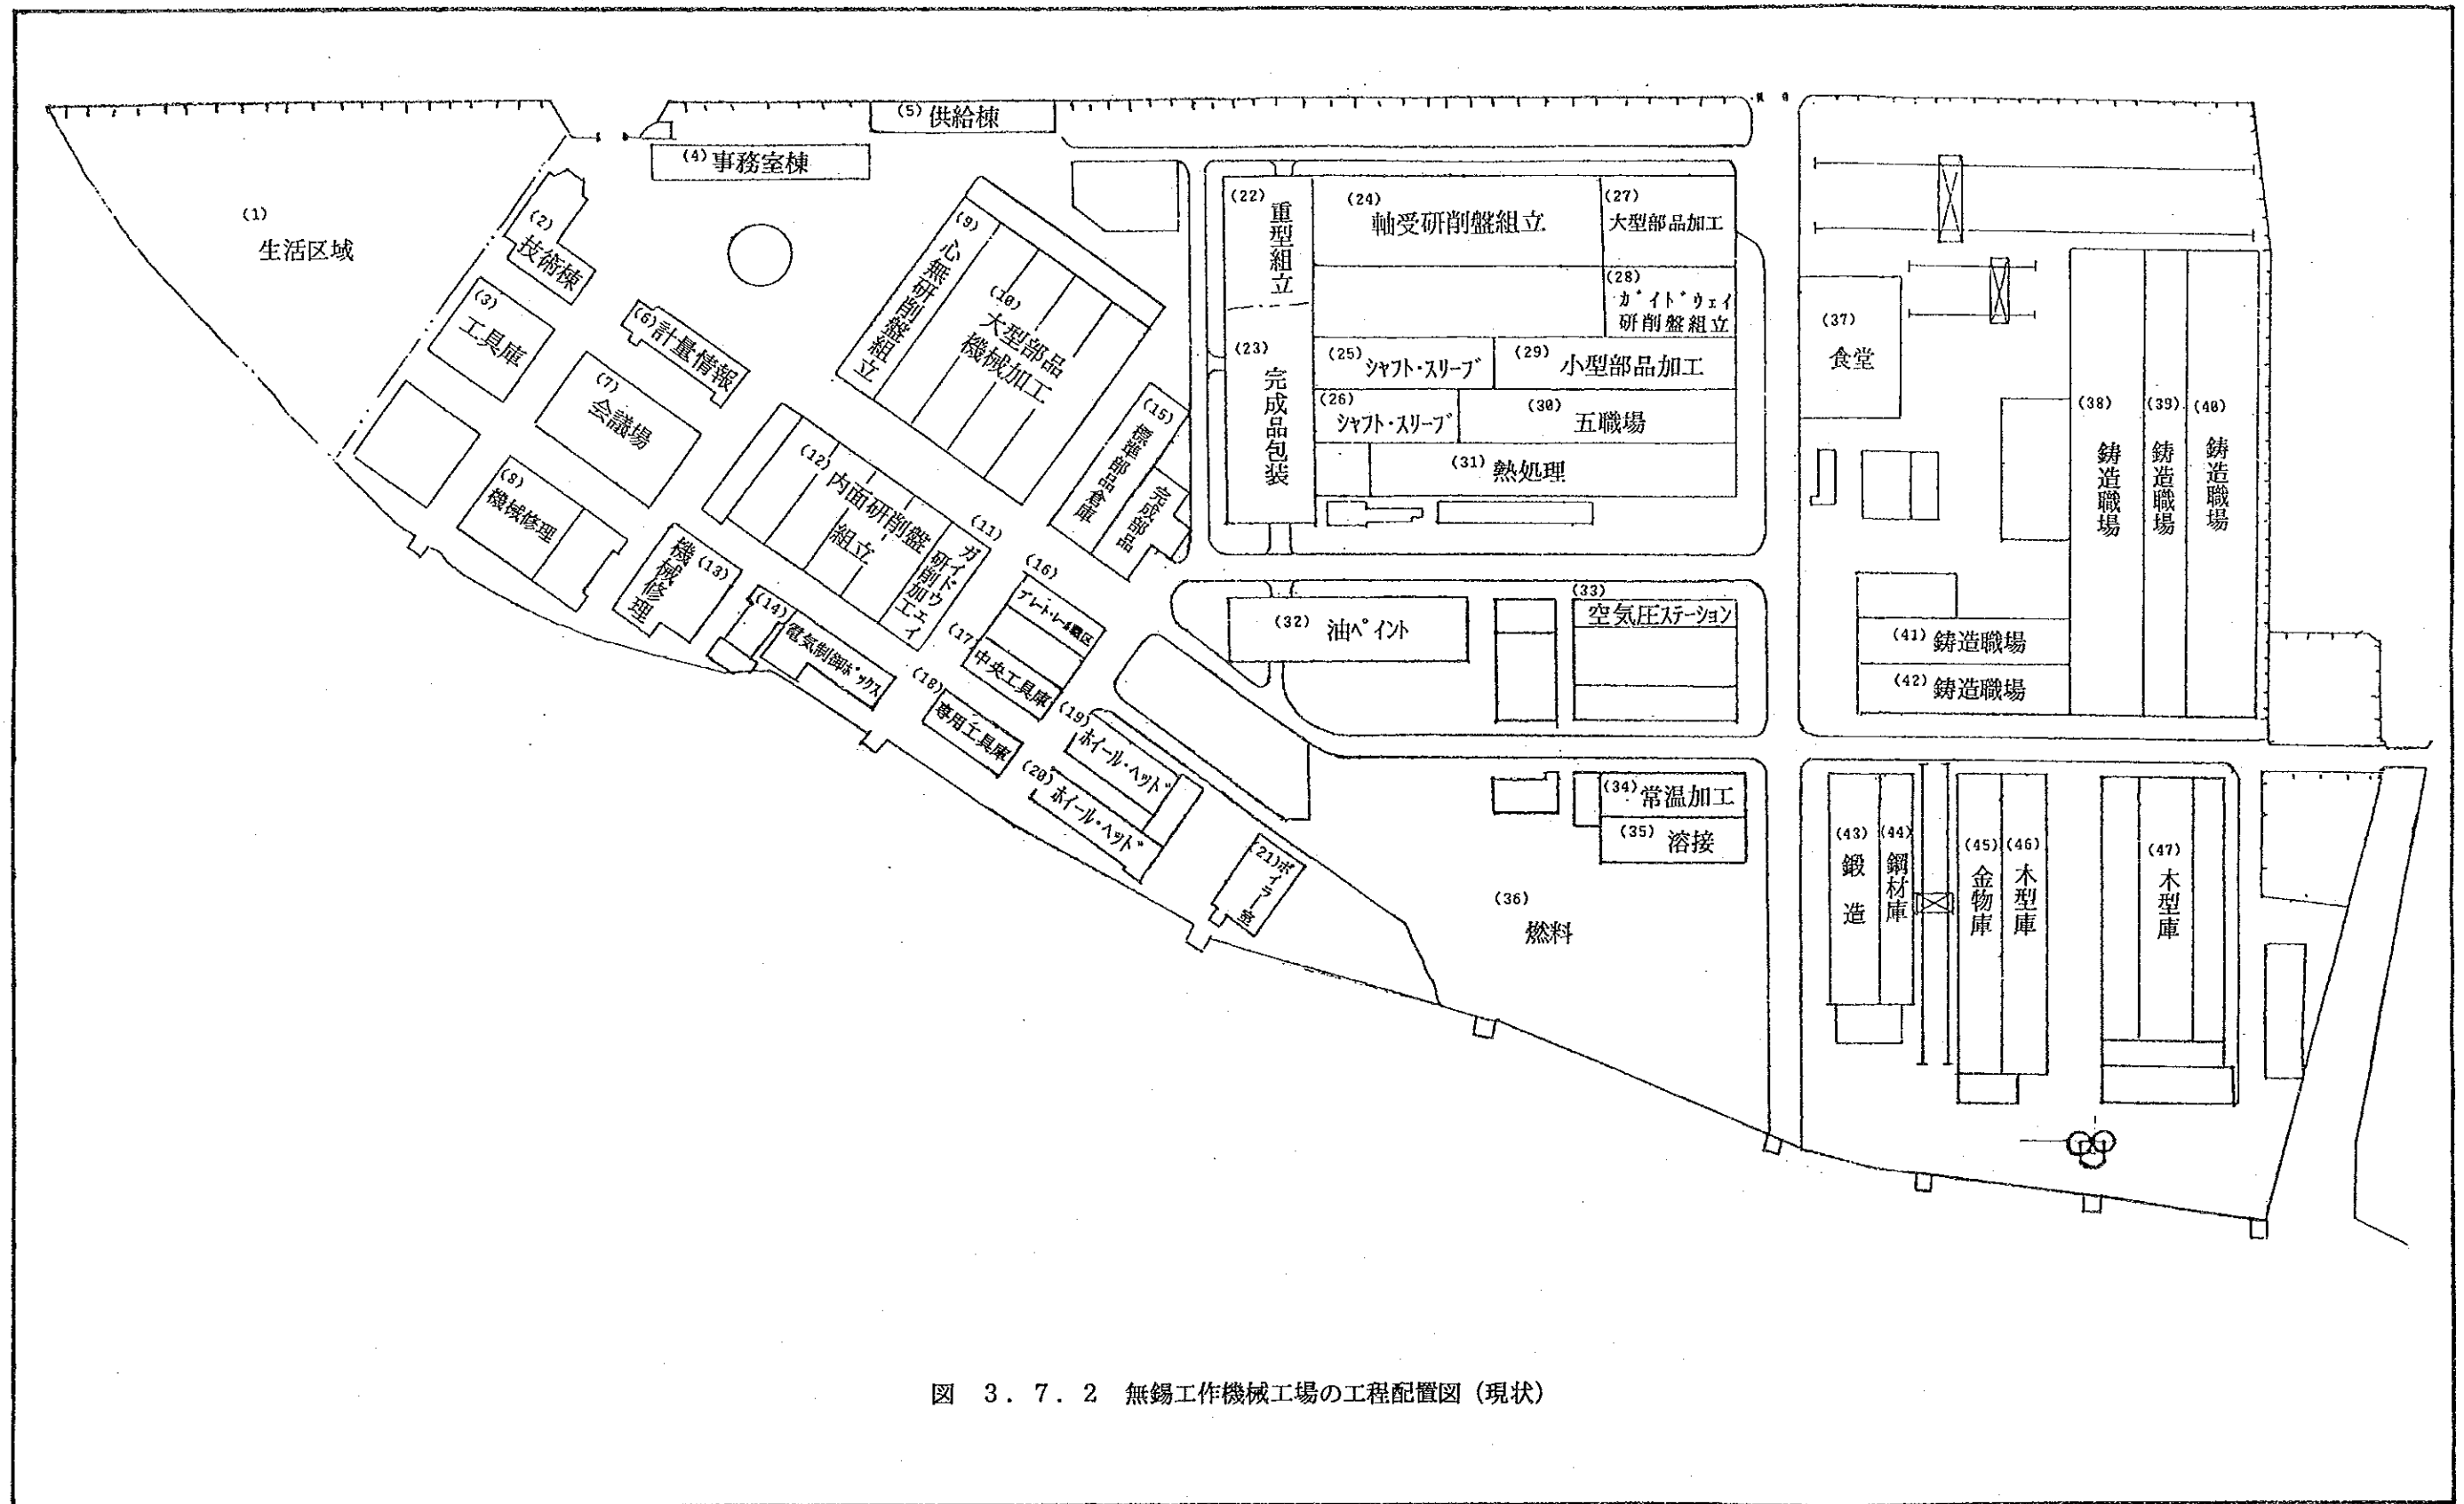 (1)
生活区域
(2)
技術棟
(3)
工具庫
(4) 事務室棟
(5) 供給棟
(6) 計量情報
(7)
会議場
(8)
機械修理
(9)
心無研削盤組立
(10)
大型部品
機械加工
(11)
ガイドウェイ
研削加工
(12)
内面研削盤
組立
(13)
機械修理
(14)
電気制御ボックス
(15)
標準部品倉庫
完成部品
(16)
プレート・レール職区
(17)
中央工具庫
(18)
専用工具庫
(19)
ホイール・ヘッド
(20)
ホイール・ヘッド
(21) ボイラー室
(22)
重型組立
(23)
完成品包装
(24)
軸受研削盤組立
(25) シャフト・スリーブ
(26)
シャフト・スリーブ
(27)
大型部品加工
(28)
ガイドウェイ
研削盤組立
(29) 小型部品加工
(30) 五職場
(31) 熱処理
(32) 油ペイント
(33)
空気圧ステーション
(34) 常温加工
(35) 溶接
(36)
燃料
(37)
食堂
(38)
鋳造職場
(39)
鋳造職場
(40)
鋳造職場
(41) 鋳造職場
(42) 鋳造職場
(43)
鍛造
(44)
鋼材庫
(45)
金物庫
(46)
木型庫
(47)
木型庫
図 3.7.2 無錫工作機械工場の工程配置図（現状）